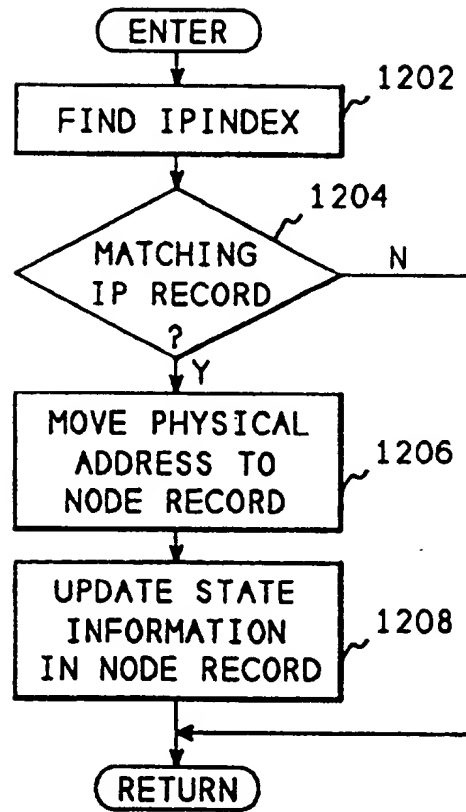 ENTER
1202
FIND IPINDEX
1204
MATCHING
IP RECORD
?
N
Y
MOVE PHYSICAL
ADDRESS TO
NODE RECORD
1206
UPDATE STATE
INFORMATION
IN NODE RECORD
1208
RETURN